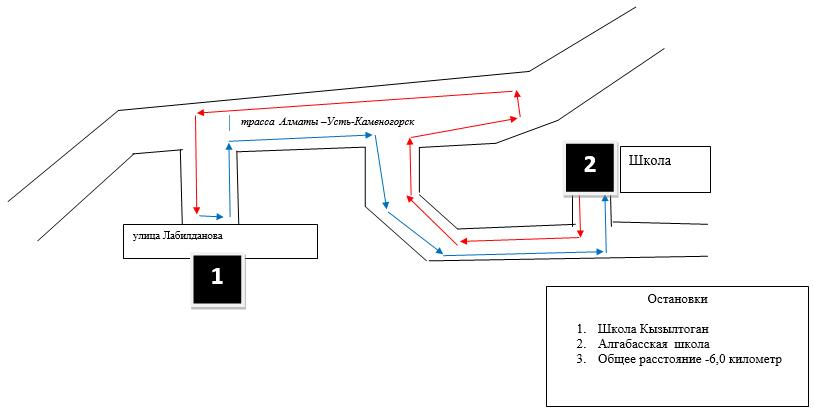 трасса Алматы –Усть-Каменогорск
2
Школа
улица Лабилданова
1
Остановки
1. Школа Кызылтоган
2. Алгабасская школа
3. Общее расстояние -6,0 километр